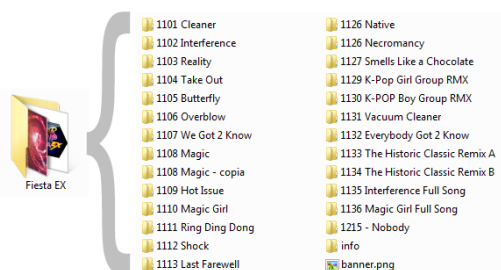 1101 Cleaner
1102 Interference
1103 Reality
1104 Take Out
1105 Butterfly
1106 Overblow
1107 We Got 2 Know
1108 Magic
1108 Magic - copia
1109 Hot Issue
1110 Magic Girl
1111 Ring Ding Dong
1112 Shock
1113 Last Farewell
1126 Native
1126 Necromancy
1127 Smells Like a Chocolate
1129 K-Pop Girl Group RMX
1130 K-POP Boy Group RMX
1131 Vacuum Cleaner
1132 Everybody Got 2 Know
1133 The Historic Classic Remix A
1134 The Historic Classic Remix B
1135 Interference Full Song
1136 Magic Girl Full Song
1215 - Nobody
info
banner.png
Fiesta EX